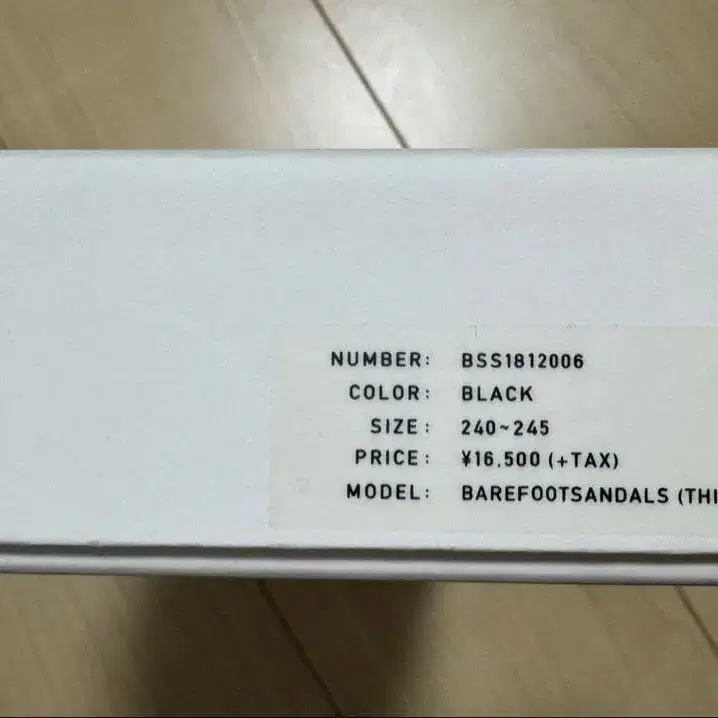 NUMBER: BSS1812006
COLOR: BLACK
SIZE: 240~245
PRICE: ¥16,500 (+TAX)
MODEL: BAREFOOTSANDALS (THI